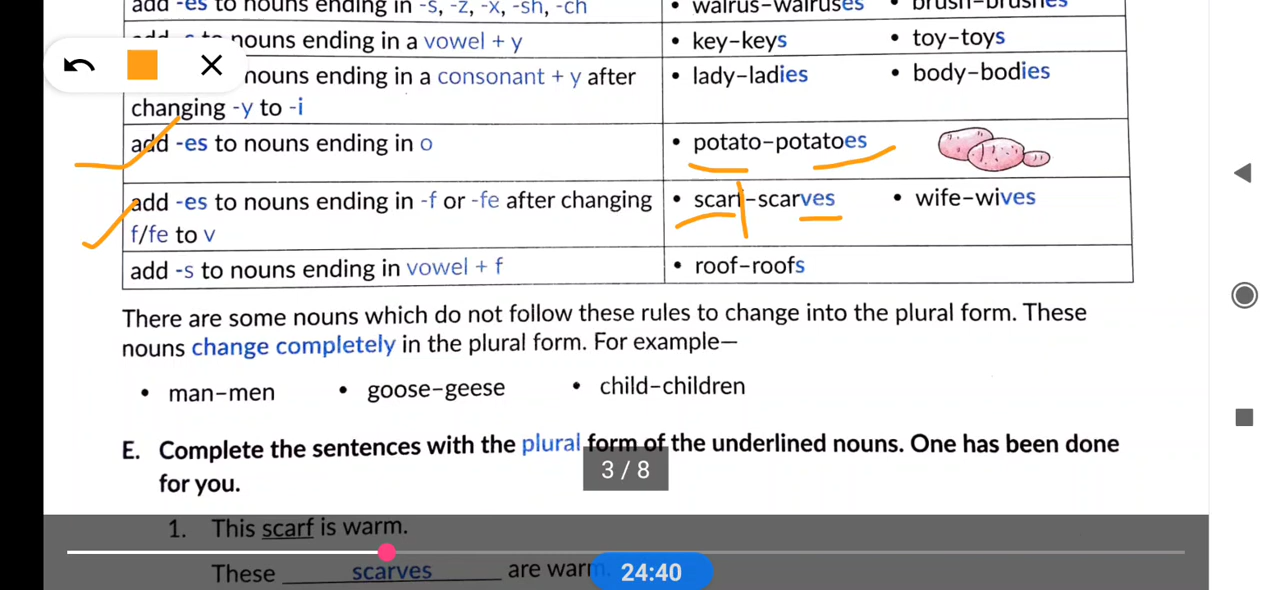 add -es to nouns ending in -s, -z, -x, -sh, -ch • walrus-walruses • brush-brushes
nouns ending in a vowel + y • key-keys • toy-toys
nouns ending in a consonant + y after • lady-ladies • body-bodies
changing -y to -i
add -es to nouns ending in o • potato-potatoes
add -es to nouns ending in -f or -fe after changing • scarf-scarves • wife-wives
f/fe to v
add -s to nouns ending in vowel + f • roof-roofs
There are some nouns which do not follow these rules to change into the plural form. These
nouns change completely in the plural form. For example—
• man-men • goose-geese • child-children
E. Complete the sentences with the plural form of the underlined nouns. One has been done
for you.
3 / 8
1. This scarf is warm.
These scarves are warm.
24:40